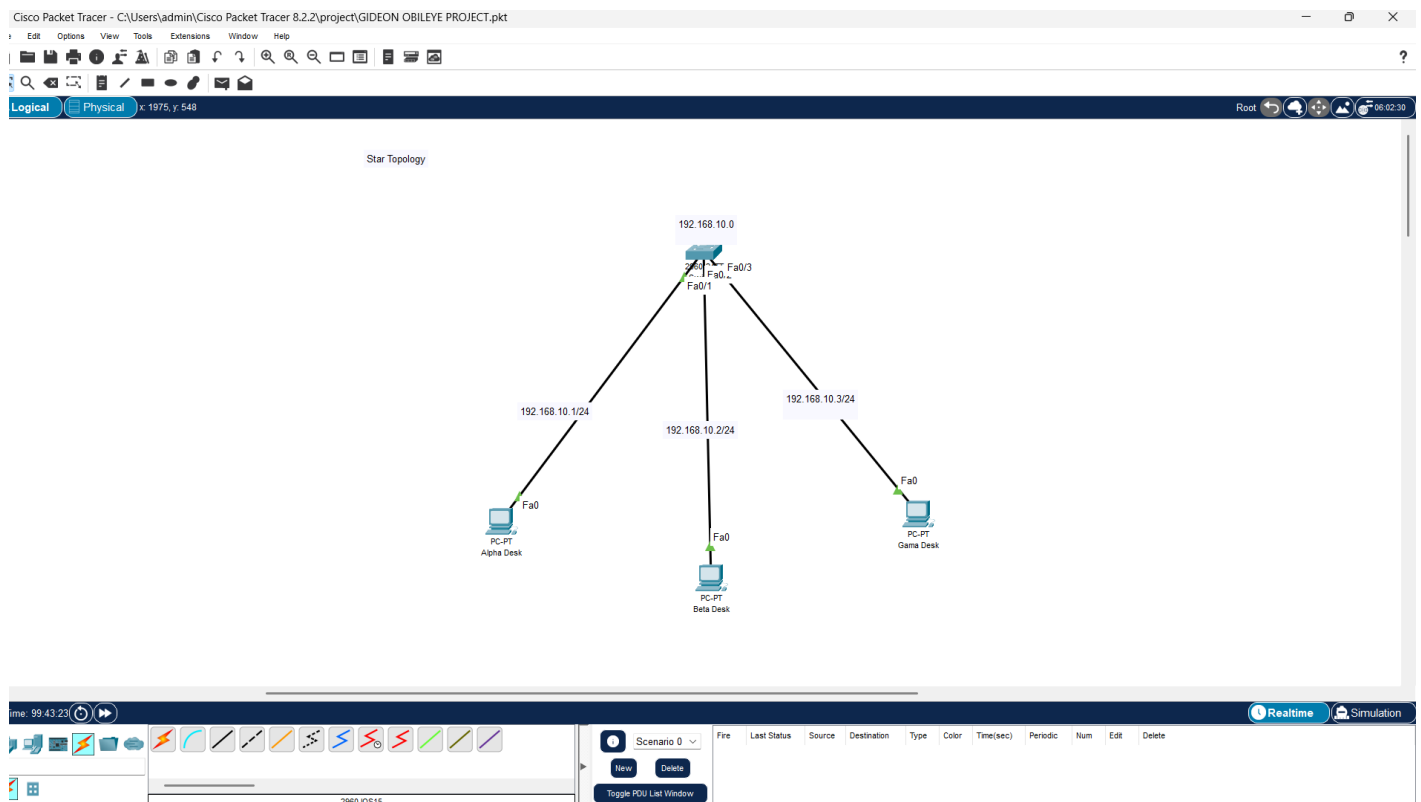 Cisco Packet Tracer - C:\Users\admin\Cisco Packet Tracer 8.2.2\project\GIDEON OBILEYE PROJECT.pkt
Edit Options View Tools Extensions Window Help
?
Logical Physical x: 1975, y: 548 Root 06:02:30
Star Topology
192.168.10.0
Fa0/3
Fa0/1
192.168.10.3/24
192.168.10.1/24
192.168.10.2/24
Fa0
Fa0
PC-PT
Gama Desk
PC-PT
Alpha Desk
Fa0
PC-PT
Beta Desk
99:43:23 Realtime Simulation
Scenario 0 Fire Last Status Source Destination Type Color Time(sec) Periodic Num Edit Delete
New Delete
Toggle PDU List Window